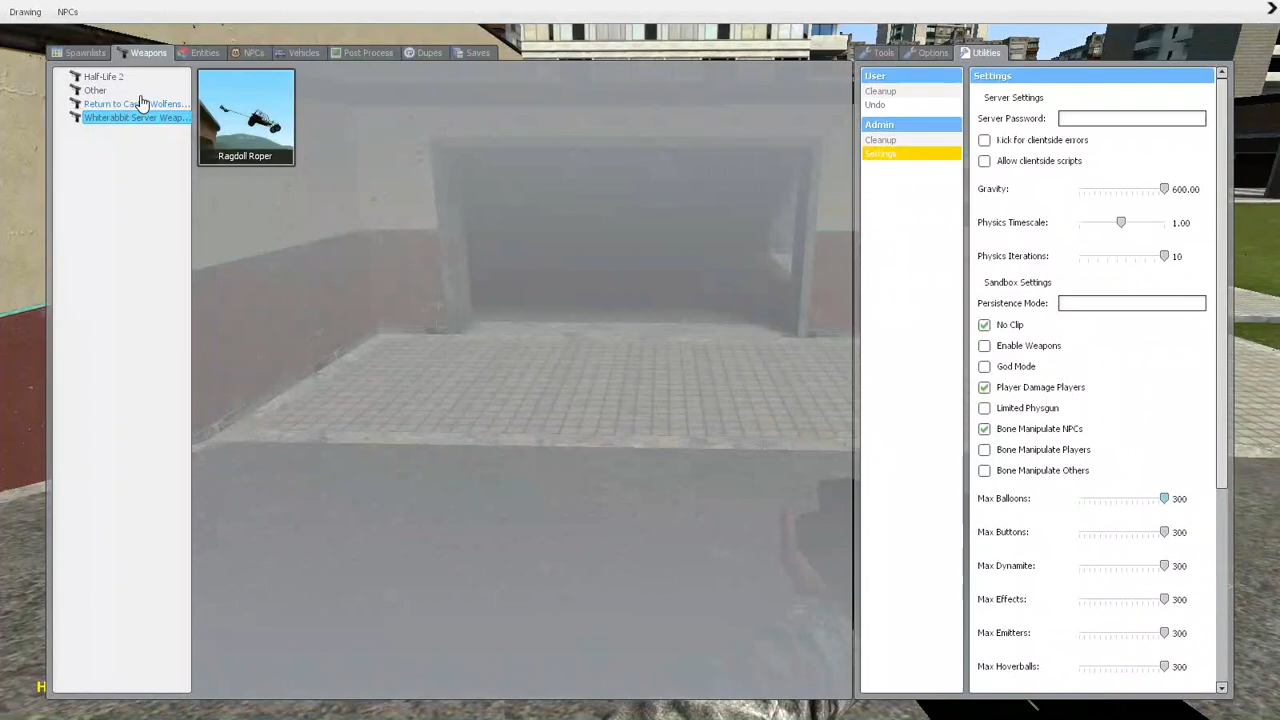 Drawing NPCs
Spawnlists Weapons Entities NPCs Vehicles Post Process Dupes Saves
Half-Life 2
Other
Return to Cas Wolfens...
Whiterabbit Server Weap...
Ragdoll Roper
Tools Options Utilities
User
Cleanup
Undo
Admin
Cleanup
Settings
Settings
Server Settings
Server Password:
Kick for clientside errors
Allow clientside scripts
Gravity: 600.00
Physics Timescale: 1.00
Physics Iterations: 10
Sandbox Settings
Persistence Mode:
No Clip
Enable Weapons
God Mode
Player Damage Players
Limited Physgun
Bone Manipulate NPCs
Bone Manipulate Players
Bone Manipulate Others
Max Balloons: 300
Max Buttons: 300
Max Dynamite: 300
Max Effects: 300
Max Emitters: 300
Max Hoverballs: 300
H